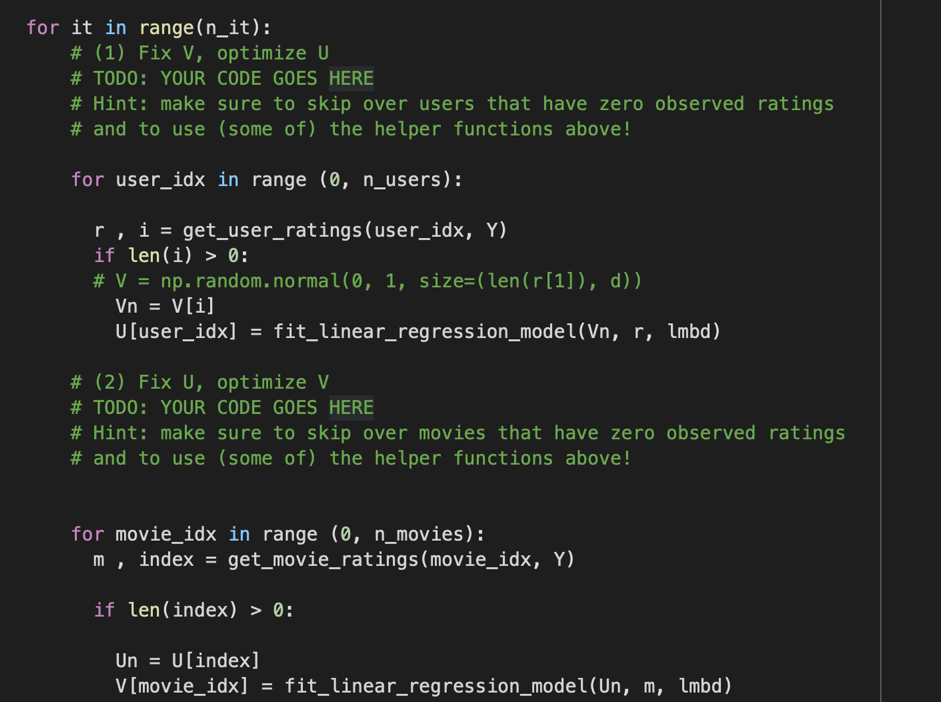 for it in range(n_it):
# (1) Fix V, optimize U
# TODO: YOUR CODE GOES HERE
# Hint: make sure to skip over users that have zero observed ratings
# and to use (some of) the helper functions above!
for user_idx in range (0, n_users):
r , i = get_user_ratings(user_idx, Y)
if len(i) > 0:
# V = np.random.normal(0, 1, size=(len(r[1]), d))
Vn = V[i]
U[user_idx] = fit_linear_regression_model(Vn, r, lmbd)
# (2) Fix U, optimize V
# TODO: YOUR CODE GOES HERE
# Hint: make sure to skip over movies that have zero observed ratings
# and to use (some of) the helper functions above!
for movie_idx in range (0, n_movies):
m , index = get_movie_ratings(movie_idx, Y)
if len(index) > 0:
Un = U[index]
V[movie_idx] = fit_linear_regression_model(Un, m, lmbd)